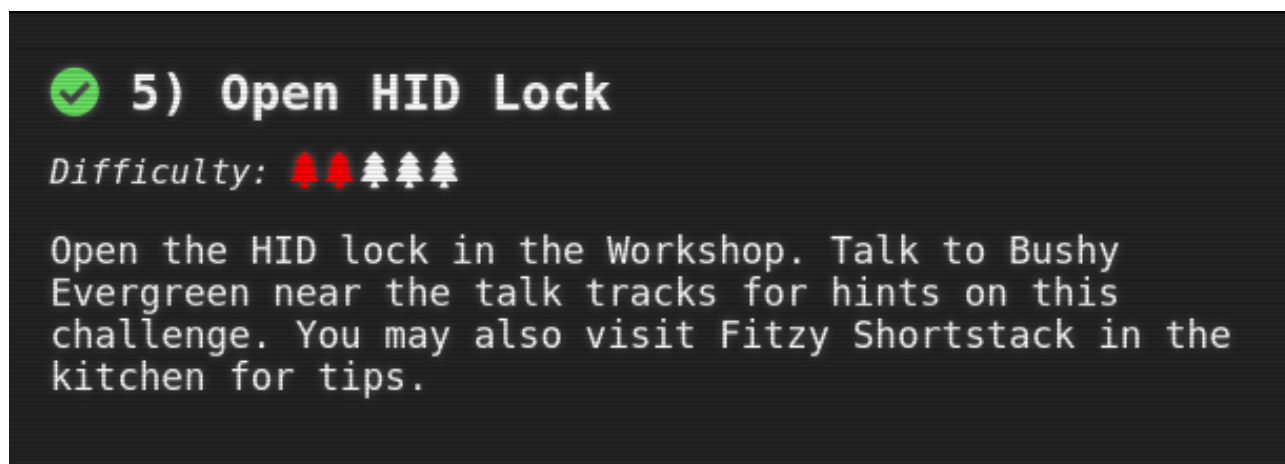 5) Open HID Lock
Difficulty:
Open the HID lock in the Workshop. Talk to Bushy
Evergreen near the talk tracks for hints on this
challenge. You may also visit Fitzy Shortstack in the
kitchen for tips.